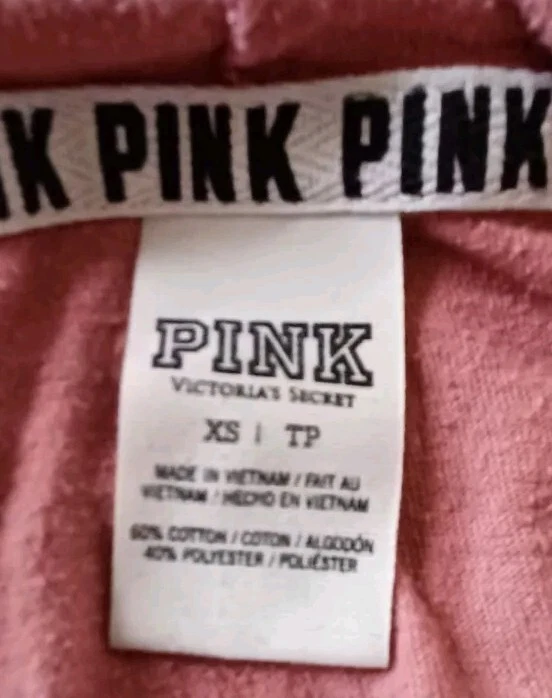 K PINK PINK
PINK
VICTORIA'S SECRET
XS | TP
MADE IN VIETNAM / FAIT AU
VIETNAM / HECHO EN VIETNAM
60% COTTON / COTON / ALGODÓN
40% POLYESTER / POLIÉSTER